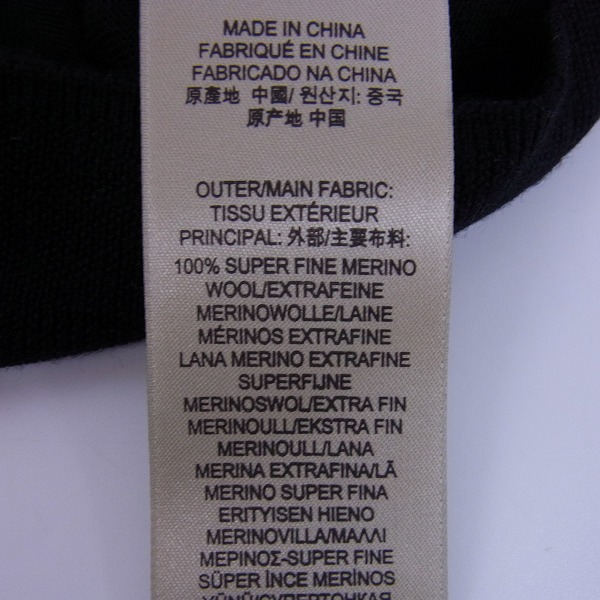 MADE IN CHINA
FABRIQUÉ EN CHINE
FABRICADO NA CHINA
原產地 中國/ 원산지: 중국
原产地 中国
OUTER/MAIN FABRIC:
TISSU EXTÉRIEUR
PRINCIPAL: 外部/主要布料:
100% SUPER FINE MERINO
WOOL/EXTRAFEINE
MERINOWOLLE/LAINE
MÉRINOS EXTRAFINE
LANA MERINO EXTRAFINE
SUPERFIJNE
MERINOSWOL/EXTRA FIN
MERINOULL/EKSTRA FIN
MERINOULL/LANA
MERINA EXTRAFINA/LÃ
MERINO SUPER FINA
ERITYISEN HIENO
MERINOVILLA/ΜΑΛΛΙ
ΜΕΡΙΝΟΣ-SUPER FINE
SÜPER İNCE MERİNOS
YÜNÜ/СУПЕРТОНКАЯ